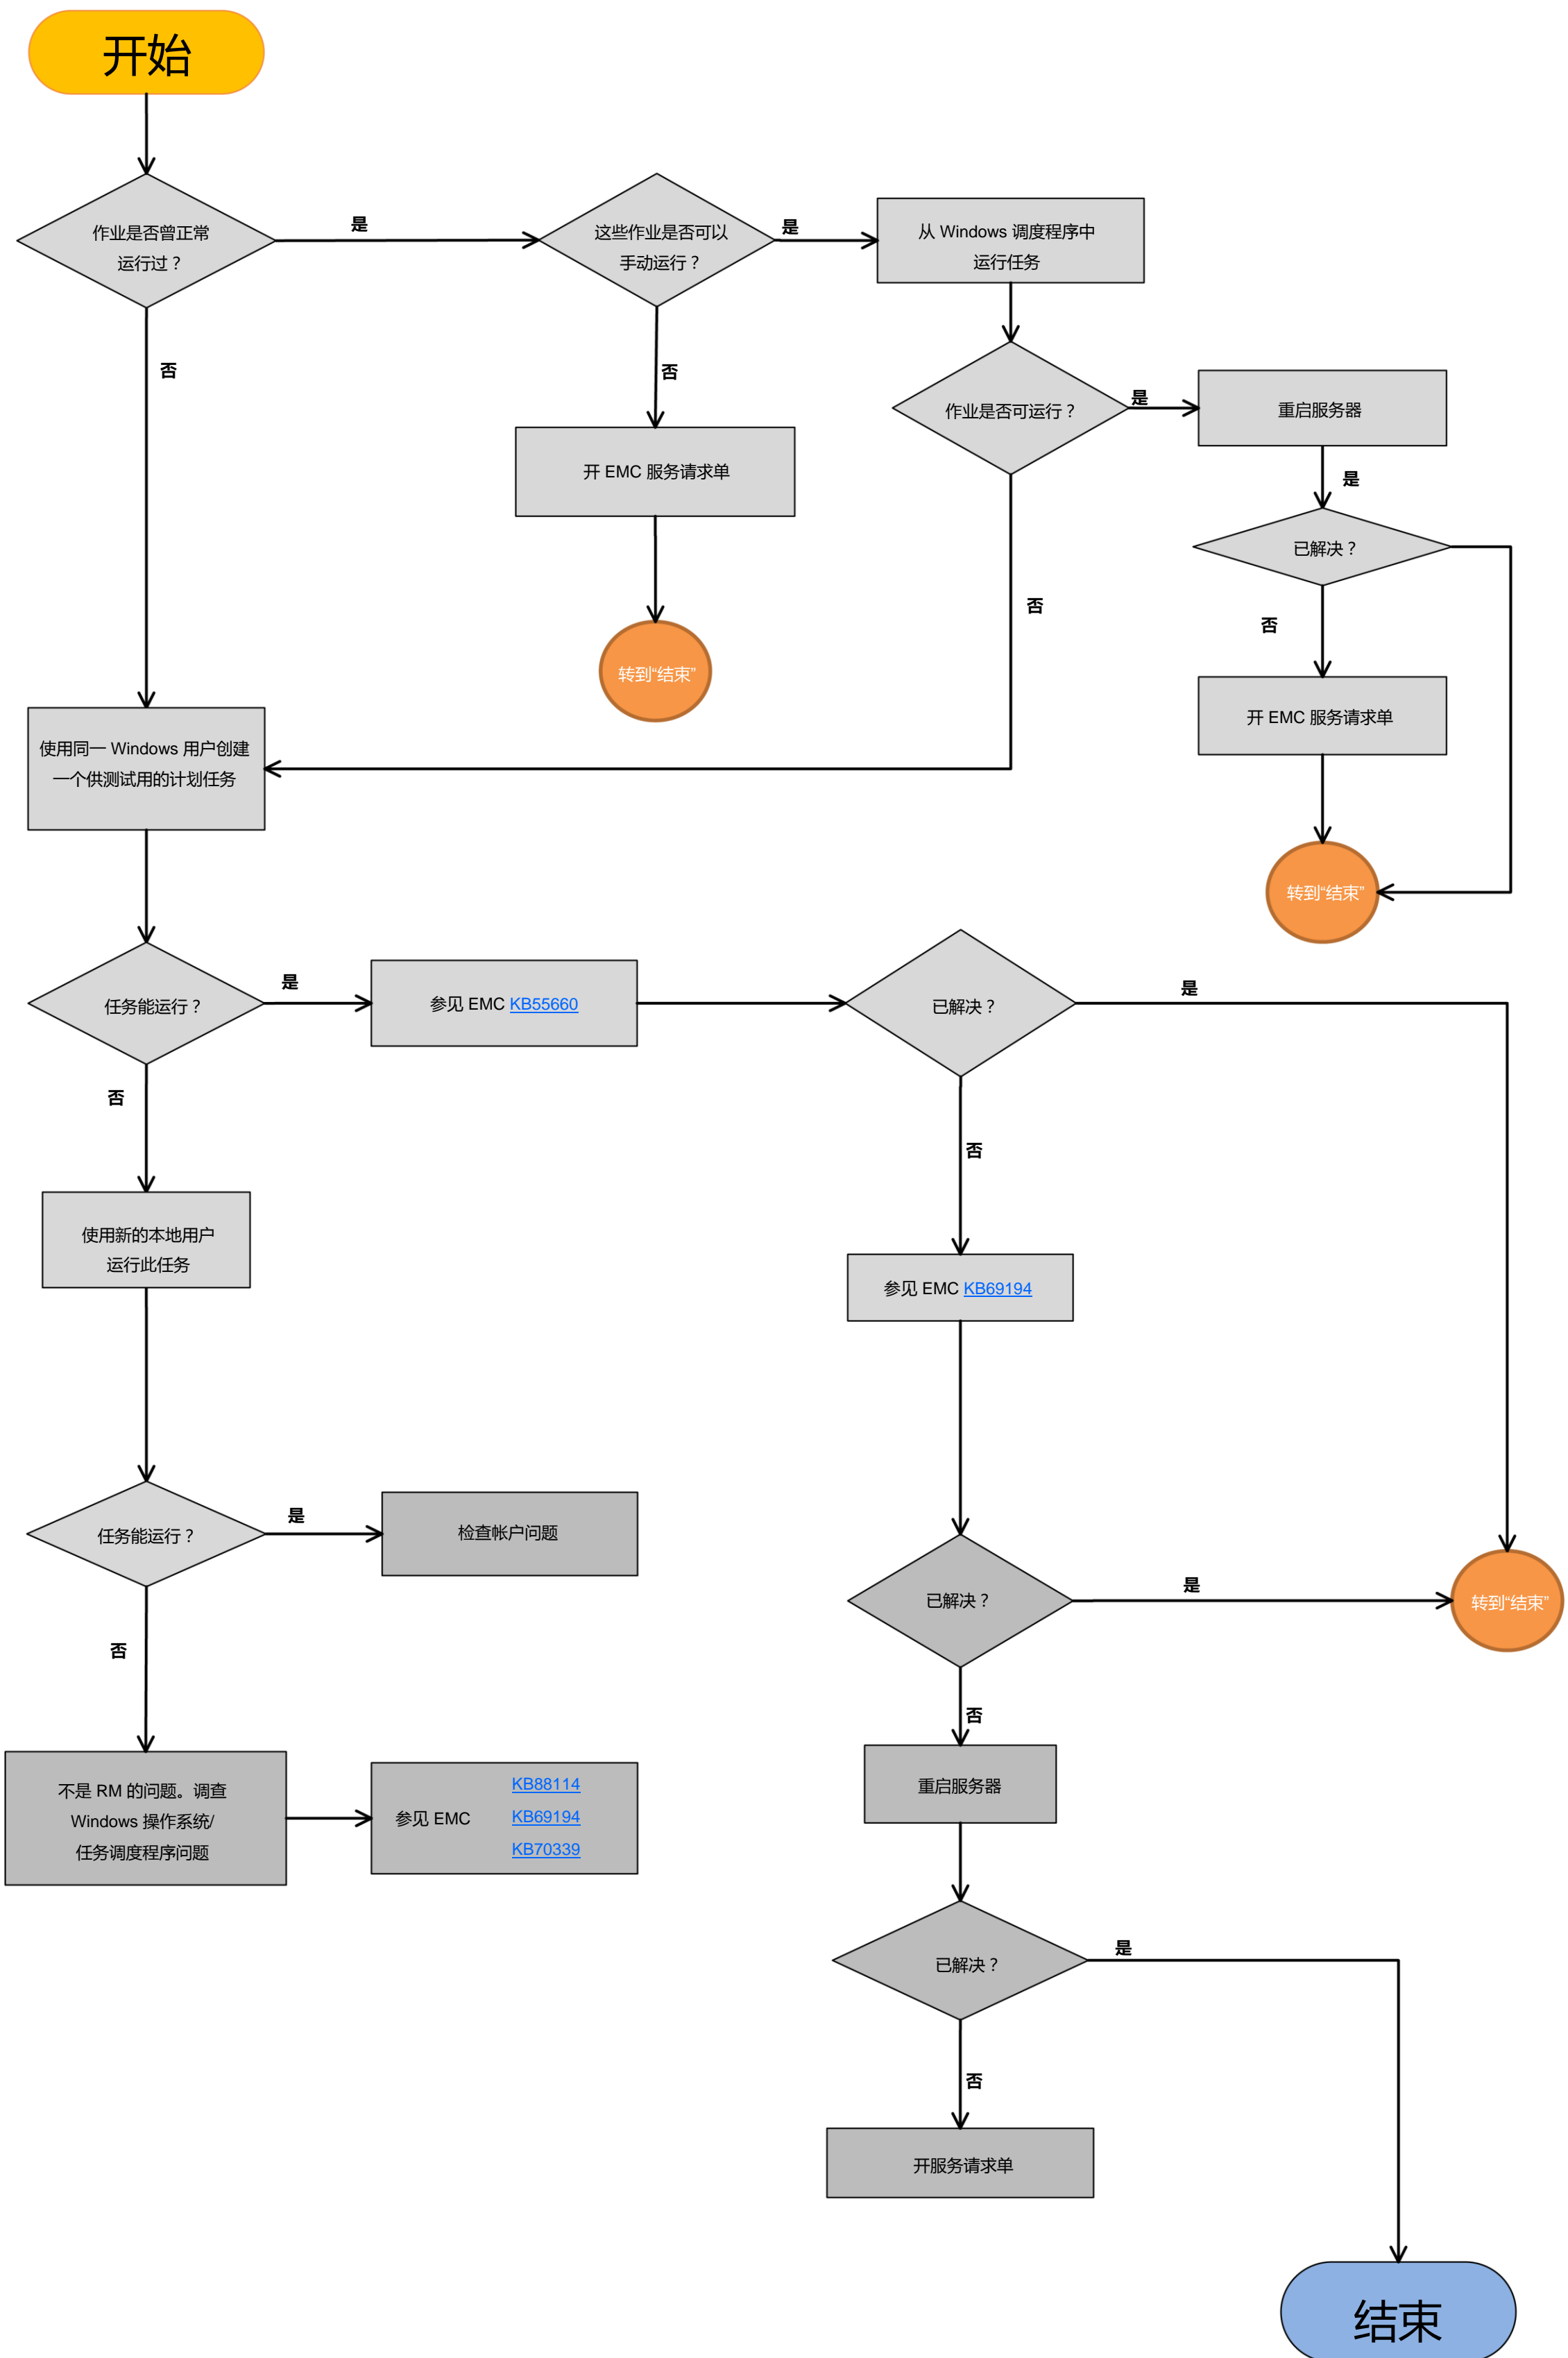 开始
作业是否曾正常
运行过？
是
这些作业是否可以
手动运行？
是
从 Windows 调度程序中
运行任务
否
否
作业是否可运行？
是
重启服务器
开 EMC 服务请求单
是
已解决？
否
否
转到“结束”
开 EMC 服务请求单
使用同一 Windows 用户创建
一个供测试用的计划任务
转到“结束”
任务能运行？
是
参见 EMC KB55660
已解决？
是
否
否
使用新的本地用户
运行此任务
参见 EMC KB69194
任务能运行？
是
检查帐户问题
已解决？
是
转到“结束”
否
否
不是 RM 的问题。调查
Windows 操作系统/
任务调度程序问题
参见 EMC
KB88114
KB69194
KB70339
重启服务器
已解决？
是
否
开服务请求单
结束